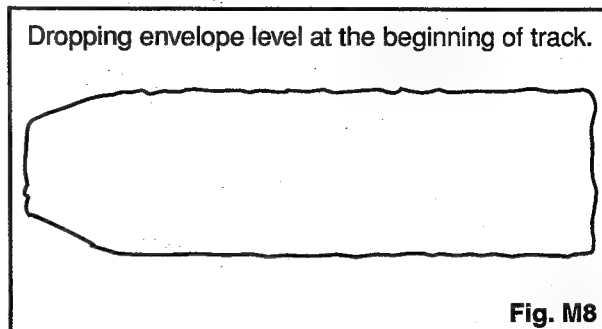 Dropping envelope level at the beginning of track.
Fig. M8